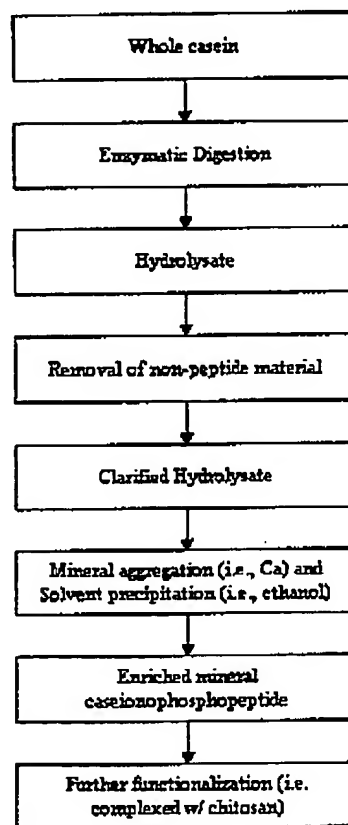 Whole casein
Enzymatic Digestion
Hydrolysate
Removal of non-peptide material
Clarified Hydrolysate
Mineral aggregation (i.e., Ca) and
Solvent precipitation (i.e., ethanol)
Enriched mineral
caseionophosphopeptide
Further functionalization (i.e.
complexed w/ chitosan)